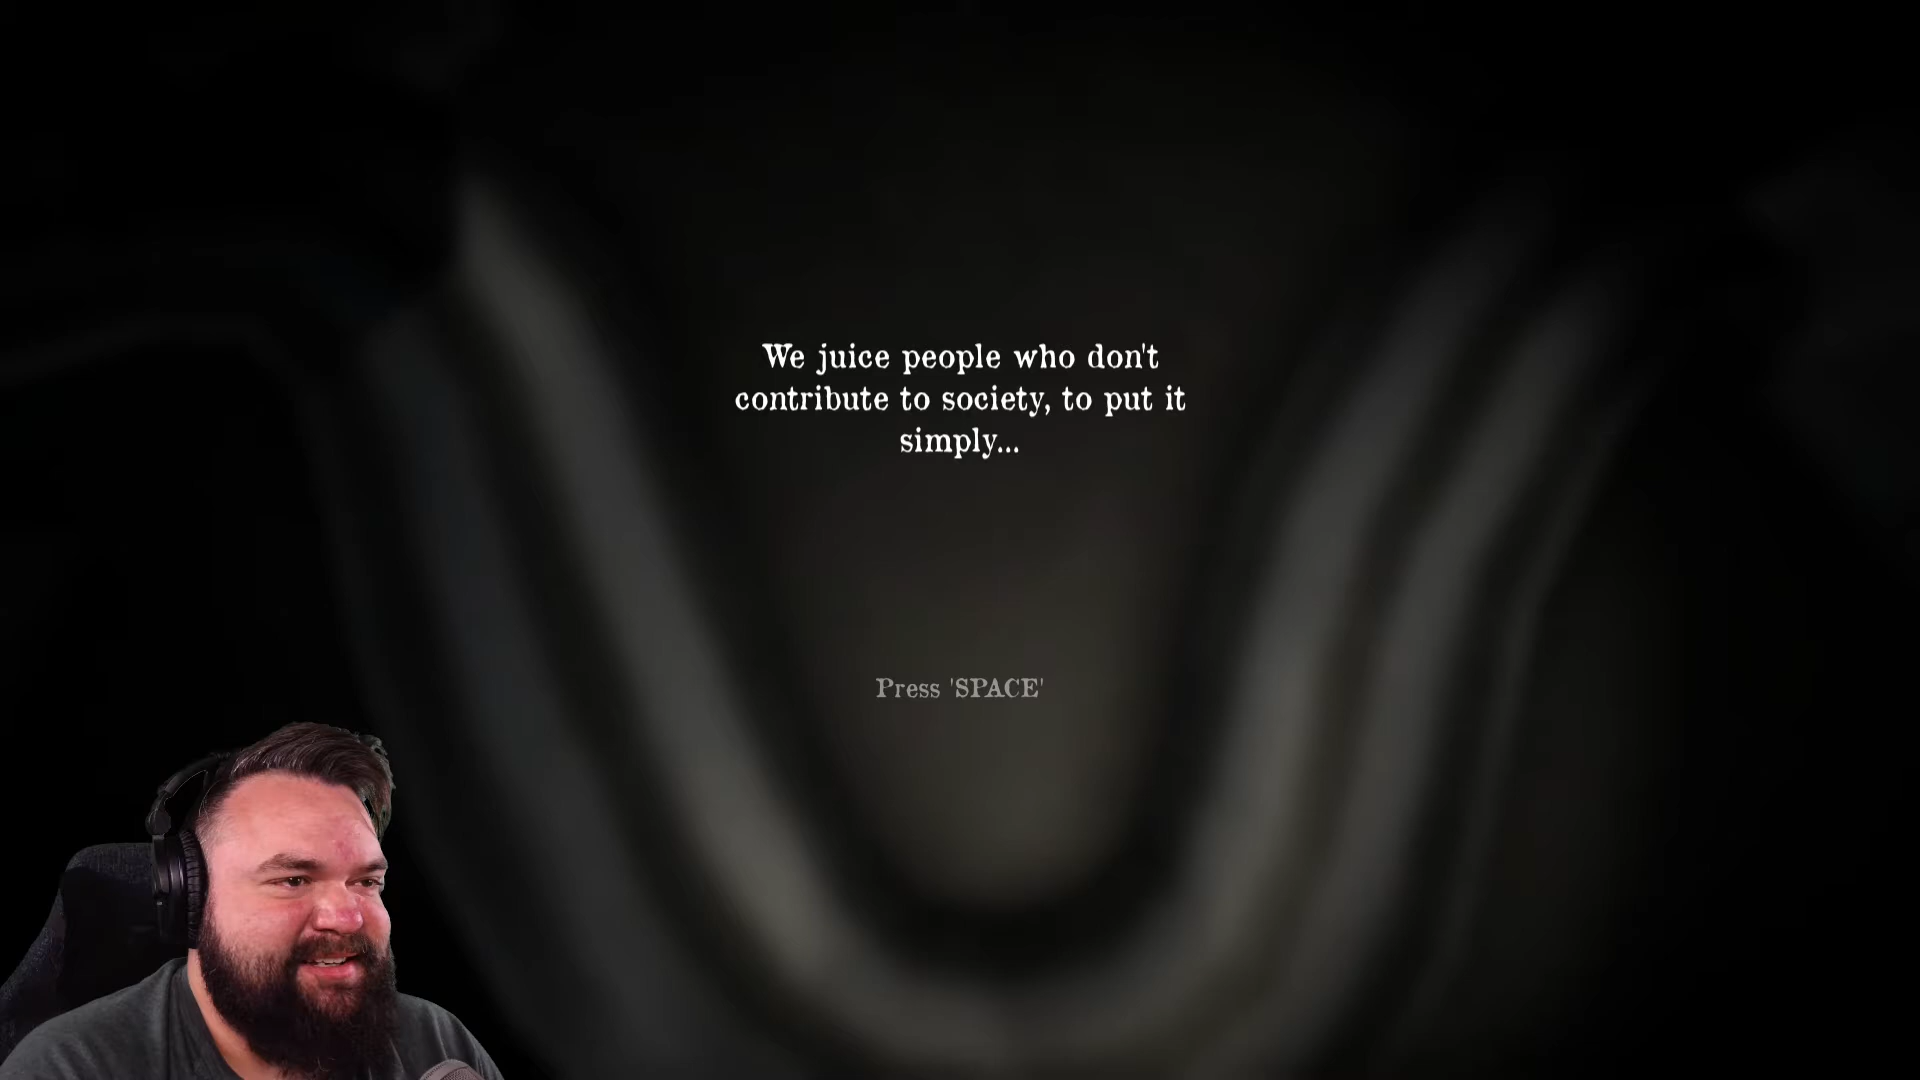 We juice people who don't
contribute to society, to put it
simply...
Press 'SPACE'